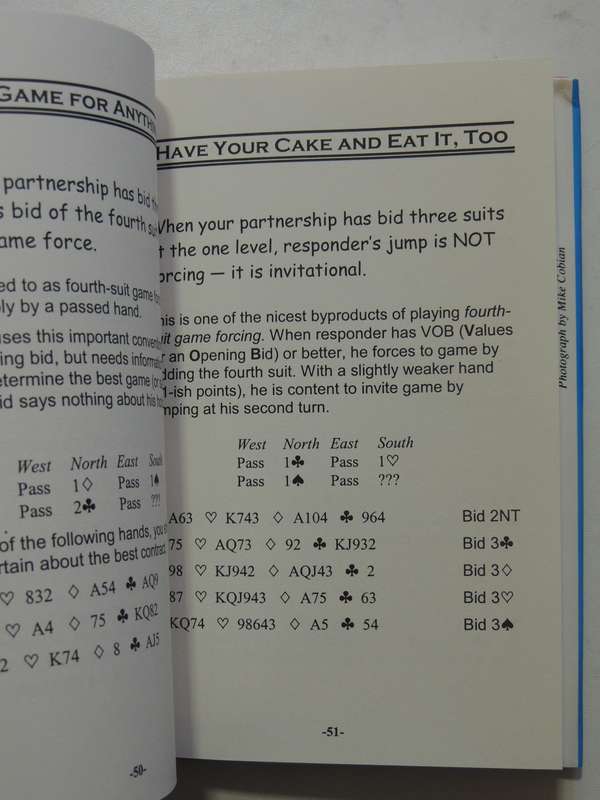 GAME FOR
partnership has bid
bid of the fourth
ame force.
ed to as fourth-suit game
ly by a passed hand.
uses this important
ing bid, but needs
etermine the best game
id says nothing about his
West North East
Pass 1♢ Pass 1♠
Pass 2♣ Pass ???
of the following hands, you
rtain about the best contract
♡ 832 ♢ A54 ♣ AQ9
♡ A4 ♢ 75 ♣ KQ82
2 ♡ K74 ♢ 8 ♣ AJ5
-50-
HAVE YOUR CAKE AND EAT IT, TOO
When your partnership has bid three suits
t the one level, responder's jump is NOT
orcing — it is invitational.
his is one of the nicest byproducts of playing fourth-
it game forcing. When responder has VOB (Values
r an Opening Bid) or better, he forces to game by
dding the fourth suit. With a slightly weaker hand
1-ish points), he is content to invite game by
mping at his second turn.
West North East South
Pass 1♣ Pass 1♡
Pass 1♠ Pass ???
A63 ♡ K743 ♢ A104 ♣ 964 Bid 2NT
75 ♡ AQ73 ♢ 92 ♣ KJ932 Bid 3♣
98 ♡ KJ942 ♢ AQJ43 ♣ 2 Bid 3♢
87 ♡ KQJ943 ♢ A75 ♣ 63 Bid 3♡
KQ74 ♡ 98643 ♢ A5 ♣ 54 Bid 3♠
-51-
Photograph by Mike Cobian